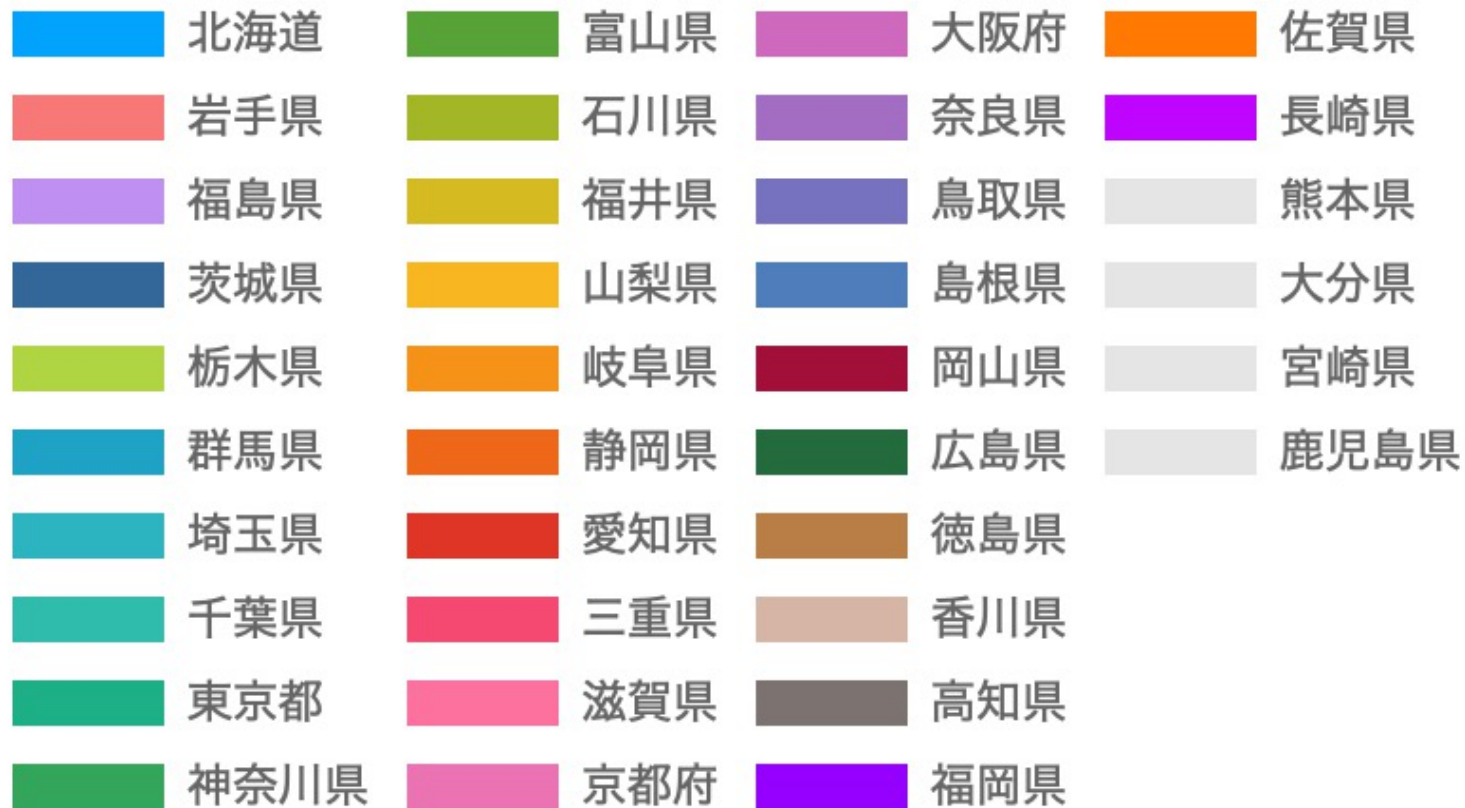 北海道
岩手県
福島県
茨城県
栃木県
群馬県
埼玉県
千葉県
東京都
神奈川県
富山県
石川県
福井県
山梨県
岐阜県
静岡県
愛知県
三重県
滋賀県
京都府
大阪府
奈良県
鳥取県
島根県
岡山県
広島県
徳島県
香川県
高知県
福岡県
佐賀県
長崎県
熊本県
大分県
宮崎県
鹿児島県